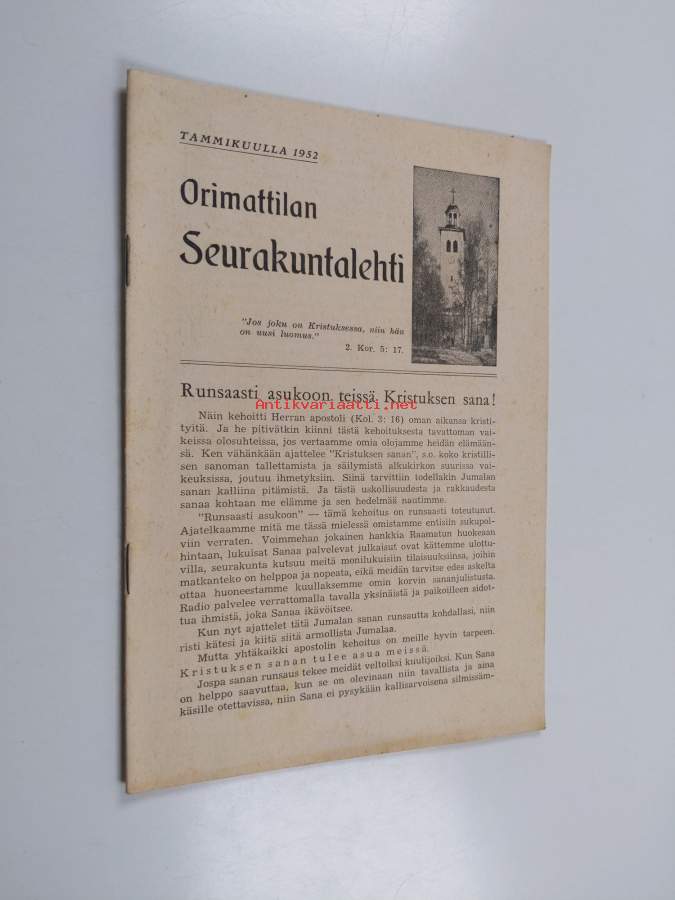 TAMMIKUULLA 1952
Orimattilan
Seurakuntalehti
"Jos joku on Kristuksessa, niin hän
on uusi luomus."
2. Kor. 5: 17.
Runsaasti asukoon teissä Kristuksen sana!
Antikvariaatti.net
Näin kehoitti Herran apostoli (Kol. 3: 16) oman aikansa kristi-
tyitä. Ja he pitivätkin kiinni tästä kehoituksesta tavattoman vai-
keissa olosuhteissa, jos vertaamme omia olojamme heidän elämään-
sä. Ken vähänkään ajattelee "Kristuksen sanan", s.o. koko kristilli-
sen sanoman tallettamista ja säilymistä alkukirkon suurissa vai-
keuksissa, joutuu ihmetyksiin. Siinä tarvittiin todellakin Jumalan
sanan kalliina pitämistä. Ja tästä uskollisuudesta ja rakkaudesta
sanaa kohtaan me elämme ja sen hedelmää nautimme.
"Runsaasti asukoon" — tämä kehoitus on runsaasti toteutunut.
Ajatelkaamme mitä me tässä mielessä omistamme entisiin sukupol-
viin verraten. Voimmehan jokainen hankkia Raamatun huokeaan
hintaan, lukuisat Sanaa palvelevat julkaisut ovat kättemme ulottu-
villa, seurakunta kutsuu meitä monilukuisiin tilaisuuksiinsa, joihin
matkanteko on helppoa ja nopeata, eikä meidän tarvitse edes askelta
ottaa huoneestamme kuullaksemme omin korvin sananjulistusta.
Radio palvelee verrattomalla tavalla yksinäistä ja paikoilleen sidot-
tua ihmistä, joka Sanaa ikävöitsee.
Kun nyt ajattelet tätä Jumalan sanan runsautta kohdallasi, niin
risti kätesi ja kiitä siitä armollista Jumalaa.
Mutta yhtäkaikki apostolin kehoitus on meille hyvin tarpeen.
Kristuksen sanan tulee asua meissä.
Jospa sanan runsaus tekee meidät veltoiksi kuulijoiksi. Kun Sana
on helppo saavuttaa, kun se on olevinaan niin tavallista ja aina
käsille otettavissa, niin Sana ei pysykään kallisarvoisena silmissäm-